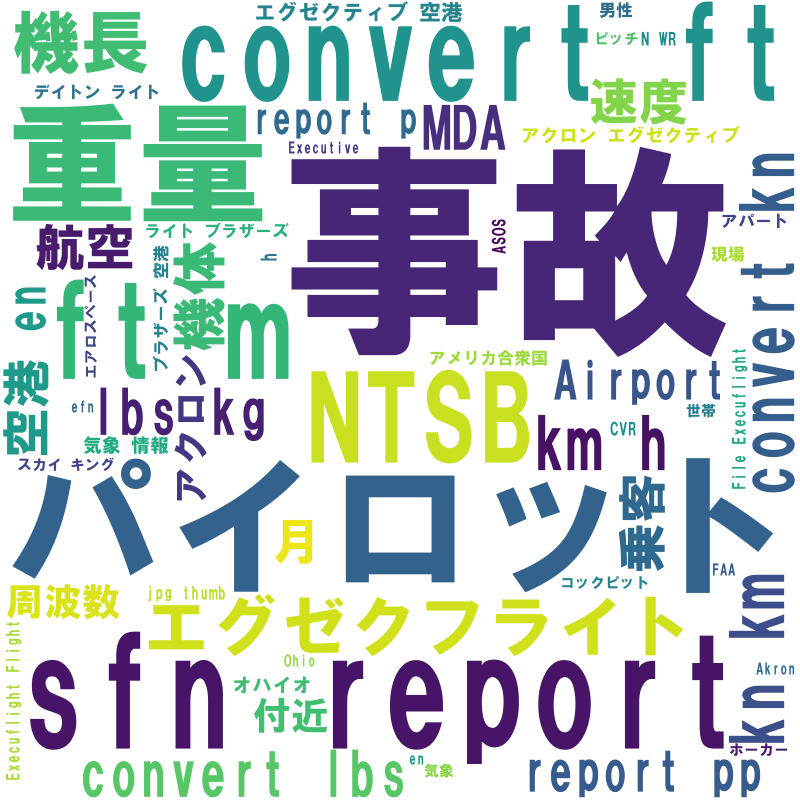 エグゼクティブ 空港
男性
機長
convert ft
ピッチ N WR
デイトン ライト
速度
重量
report p
MDA
アクロン エグゼクティブ
Executive
事故
convert kn
アパート
ライト ブラザーズ
航空
ASOS
現場
h
機体
ブラザーズ 空港
エアロスペース
en
ft
m
アメリカ合衆国
空港
アクロン
NTSB
Airport
File Execuflight
efn
lbs
kg
世帯
km h
CVR
気象 情報
スカイ キング
パイロット
乗客
月
コックピット
FAA
周波数
jpg thumb
エグゼクフライト
kn km
Execuflight Flight
sfn report
Ohio
Akron
オハイオ
付近
ホーカー
convert lbs
en
気象
report pp